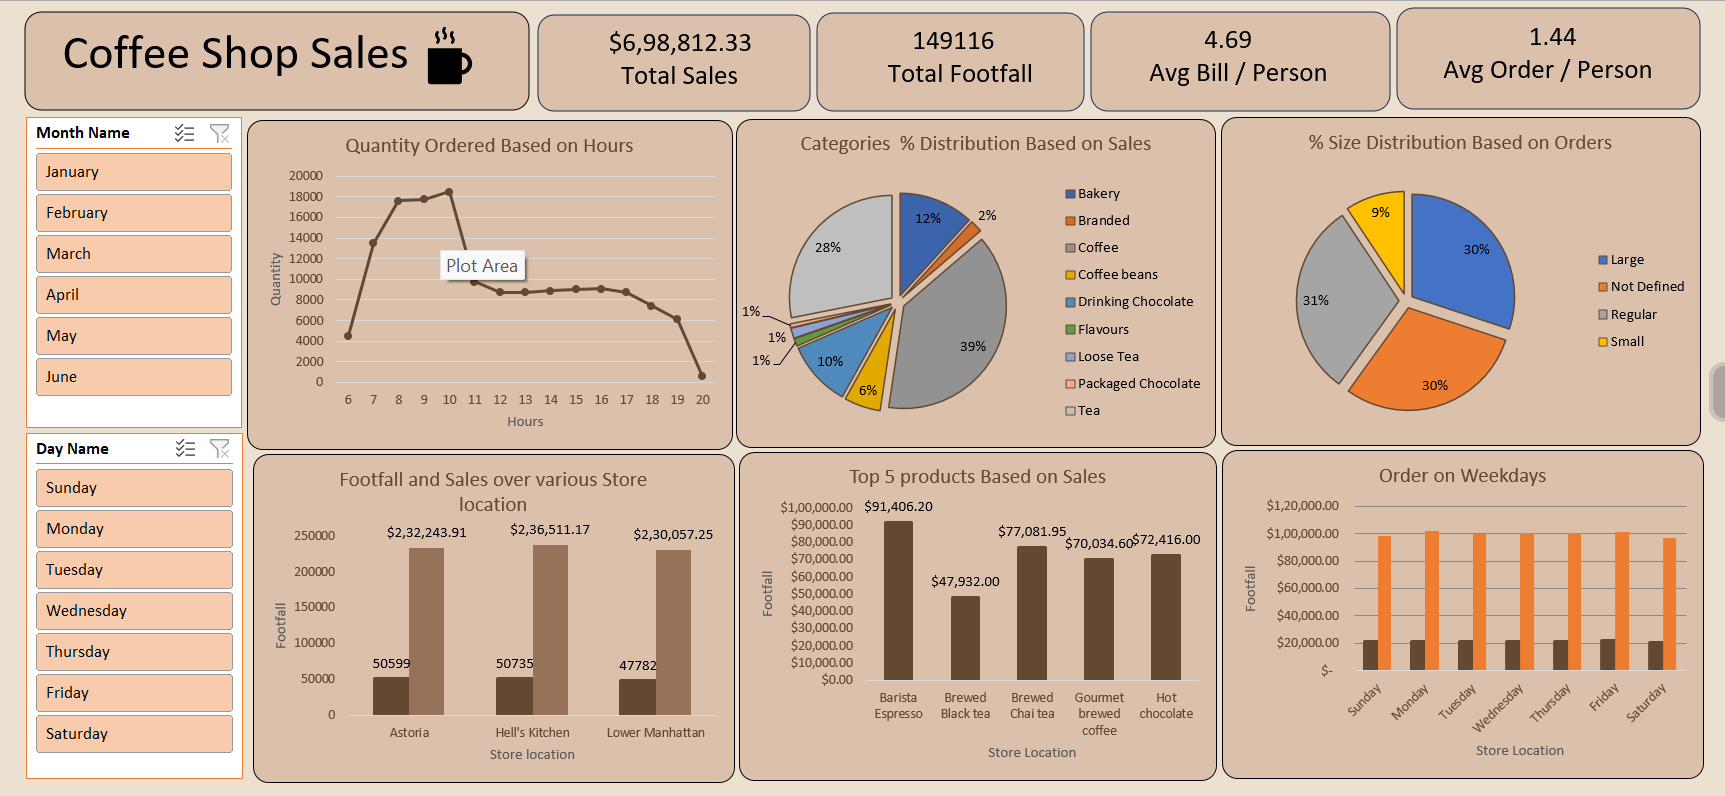 Coffee Shop Sales
$6,98,812.33
Total Sales
149116
Total Footfall
4.69
Avg Bill / Person
1.44
Avg Order / Person
Month Name
January
February
March
April
May
June
Day Name
Sunday
Monday
Tuesday
Wednesday
Thursday
Friday
Saturday
Quantity Ordered Based on Hours
Quantity
20000
18000
16000
14000
12000
10000
8000
6000
4000
2000
0
Plot Area
6 7 8 9 10 11 12 13 14 15 16 17 18 19 20
Hours
Categories % Distribution Based on Sales
12%
2%
39%
6%
10%
1%
1%
1%
28%
Bakery
Branded
Coffee
Coffee beans
Drinking Chocolate
Flavours
Loose Tea
Packaged Chocolate
Tea
% Size Distribution Based on Orders
30%
30%
31%
9%
Large
Not Defined
Regular
Small
Footfall and Sales over various Store
location
Footfall
250000
200000
150000
100000
50000
0
$2,32,243.91
$2,36,511.17
$2,30,057.25
50599
50735
47782
Astoria
Hell's Kitchen
Lower Manhattan
Store location
Top 5 products Based on Sales
Footfall
$1,00,000.00
$90,000.00
$80,000.00
$70,000.00
$60,000.00
$50,000.00
$40,000.00
$30,000.00
$20,000.00
$10,000.00
$0.00
$91,406.20
$47,932.00
$77,081.95
$70,034.60
$72,416.00
Barista
Espresso
Brewed
Black tea
Brewed
Chai tea
Gourmet
brewed
coffee
Hot
chocolate
Store Location
Order on Weekdays
Footfall
$1,20,000.00
$1,00,000.00
$80,000.00
$60,000.00
$40,000.00
$20,000.00
$-
Sunday
Monday
Tuesday
Wednesday
Thursday
Friday
Saturday
Store Location